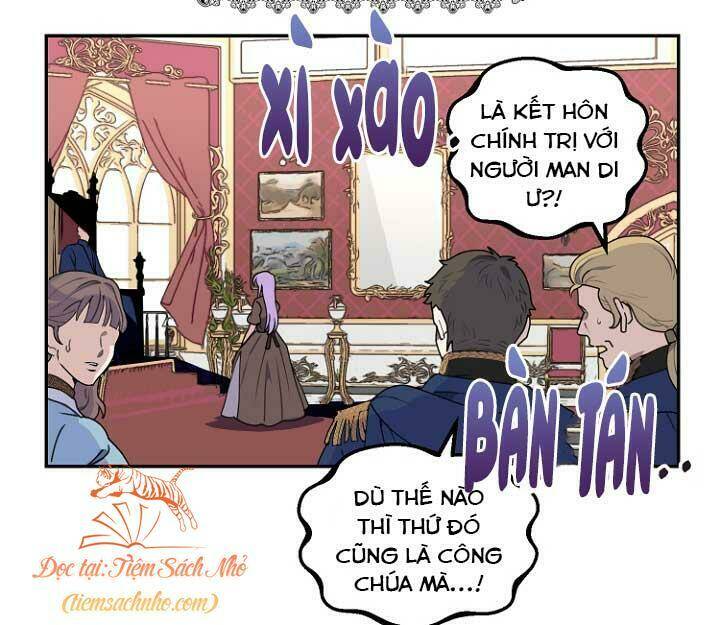 XÌ XÀO
LÀ KẾT HÔN
CHÍNH TRỊ VỚI
NGƯỜI MAN DI
Ư?!
BÀN TÁN...
DÙ THẾ NÀO
THÌ THỨ ĐÓ
CŨNG LÀ CÔNG
CHÚA MÀ...!
Đọc tại: Tiệm Sách Nhỏ
(tiemsachnho.com)